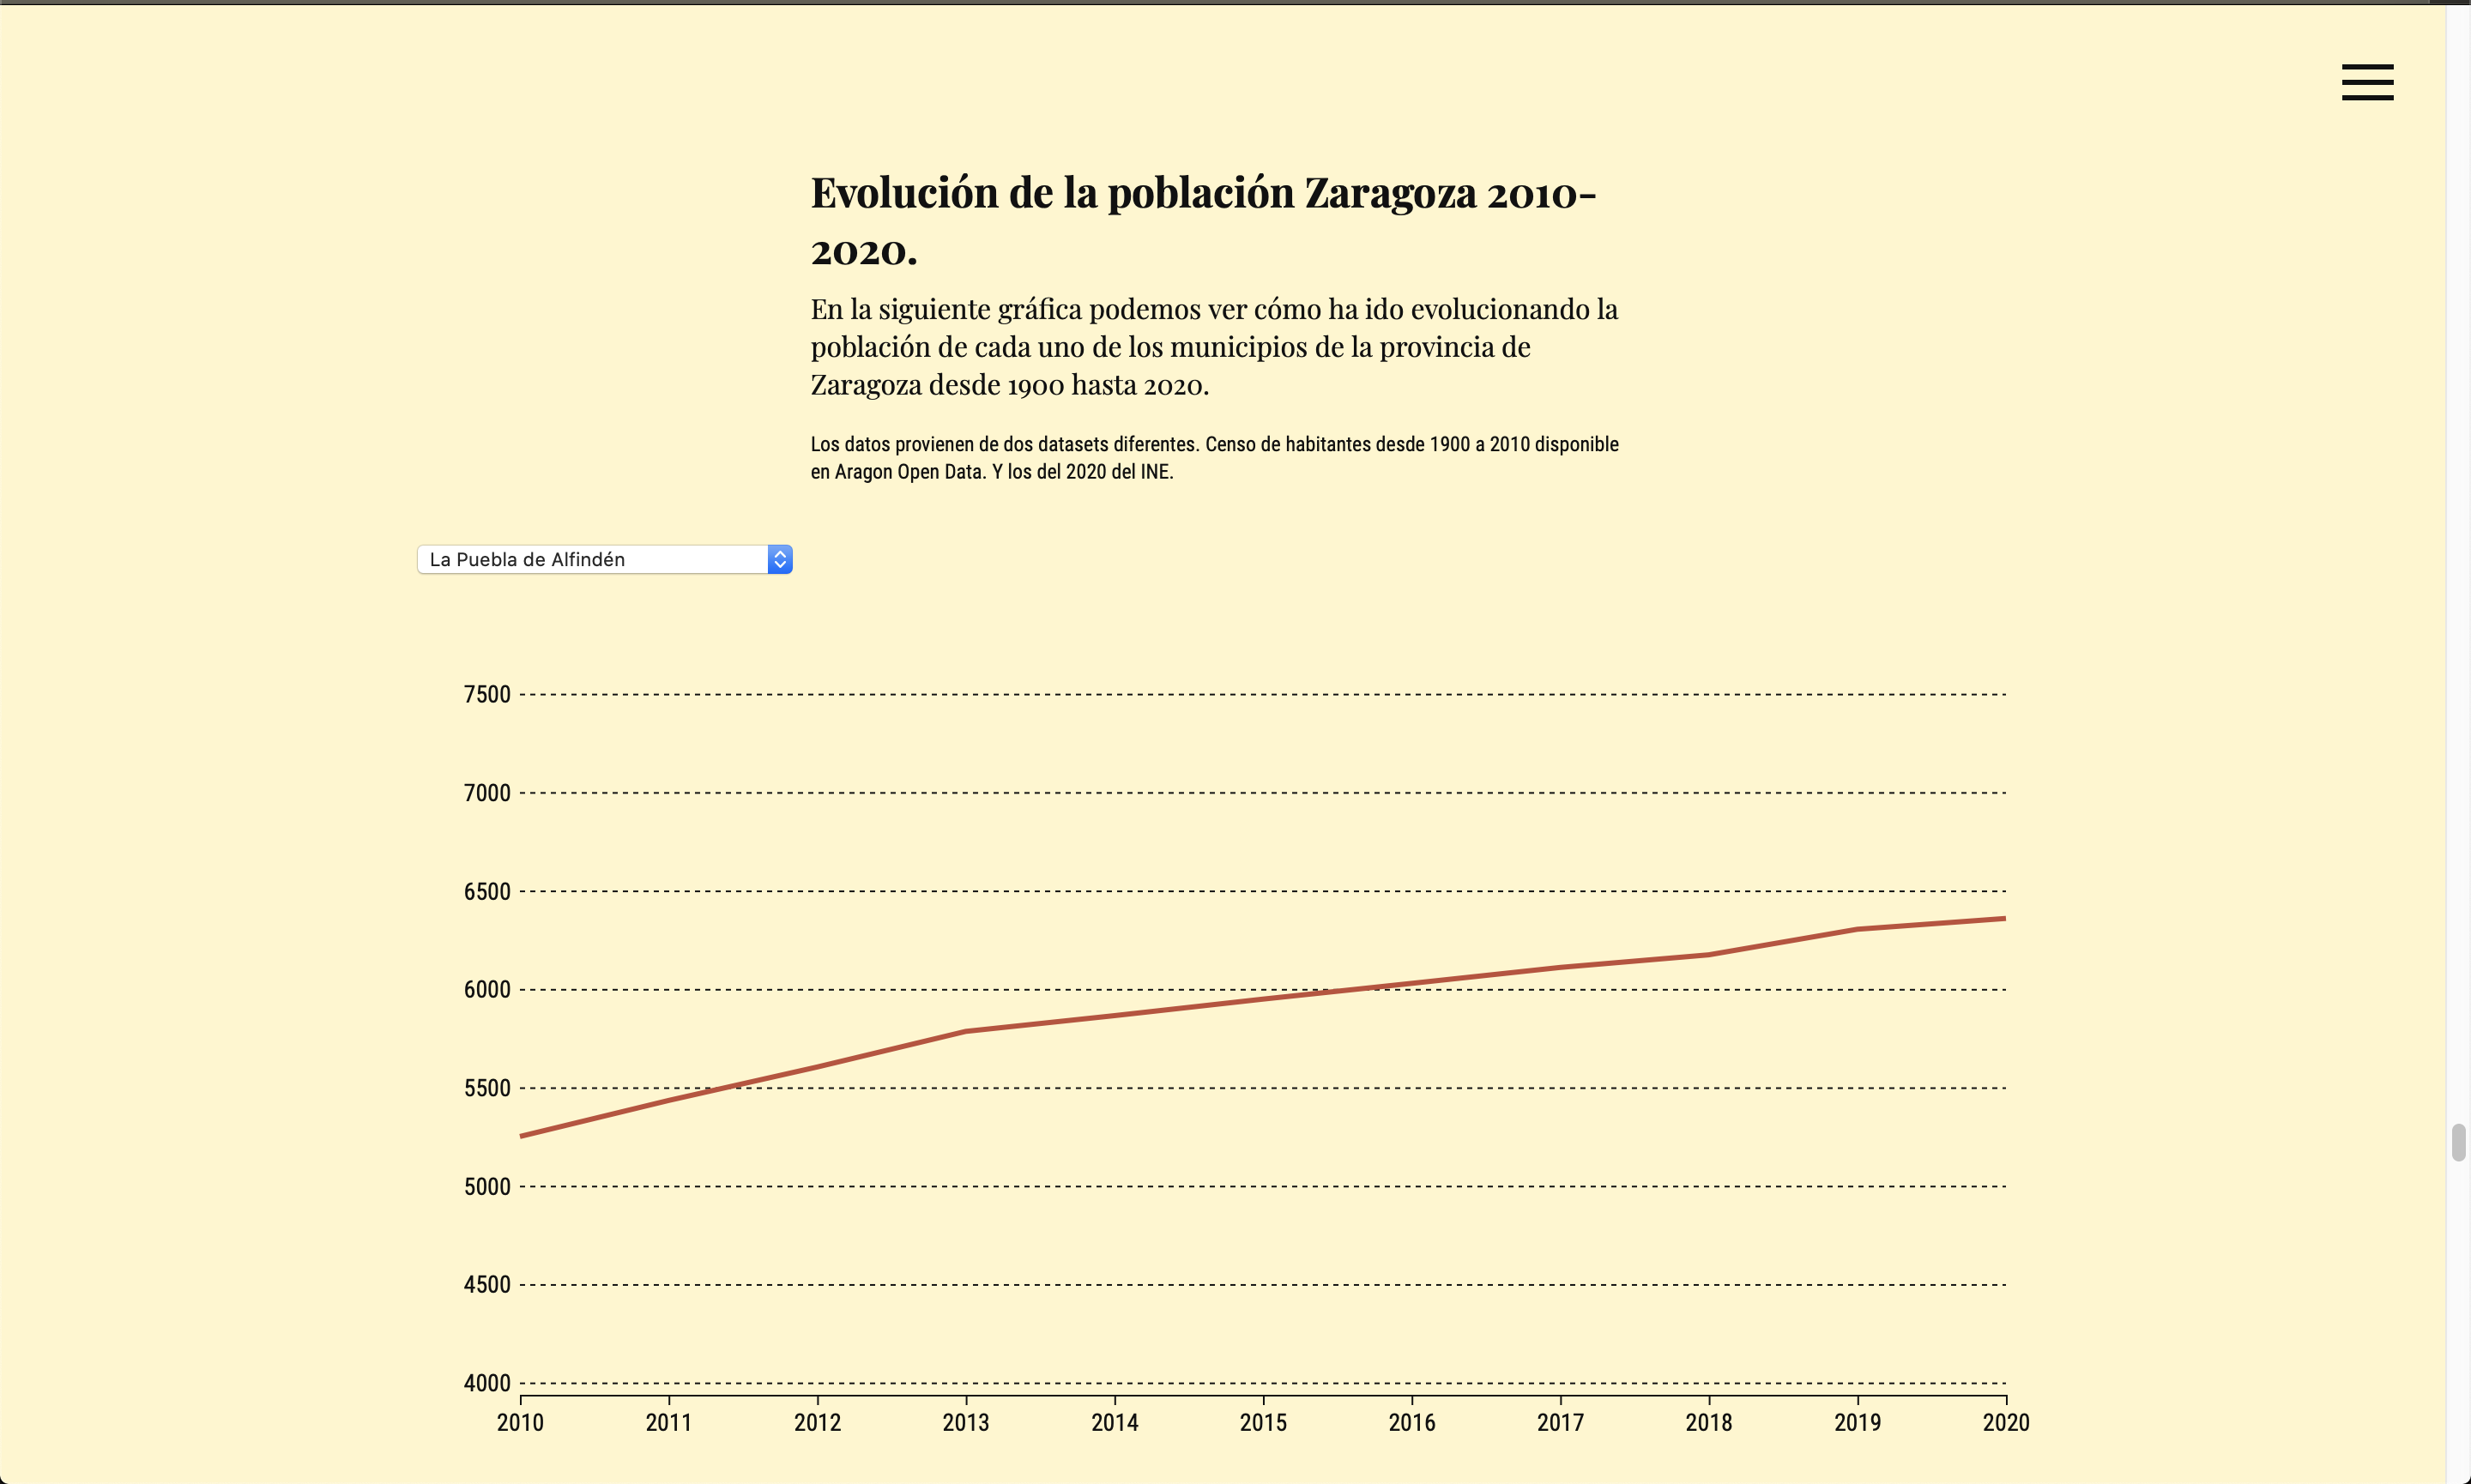 Evolución de la población Zaragoza 2010-
2020.
En la siguiente gráfica podemos ver cómo ha ido evolucionando la
población de cada uno de los municipios de la provincia de
Zaragoza desde 1900 hasta 2020.
Los datos provienen de dos datasets diferentes. Censo de habitantes desde 1900 a 2010 disponible
en Aragon Open Data. Y los del 2020 del INE.
La Puebla de Alfindén
7500
7000
6500
6000
5500
5000
4500
4000
2010 2011 2012 2013 2014 2015 2016 2017 2018 2019 2020